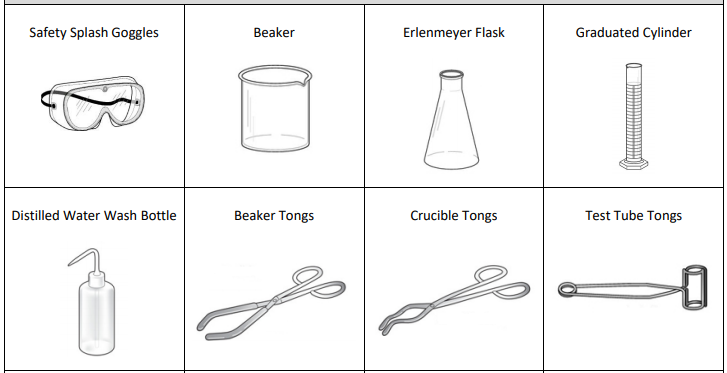 Safety Splash Goggles
Beaker
Erlenmeyer Flask
Graduated Cylinder
Distilled Water Wash Bottle
Beaker Tongs
Crucible Tongs
Test Tube Tongs